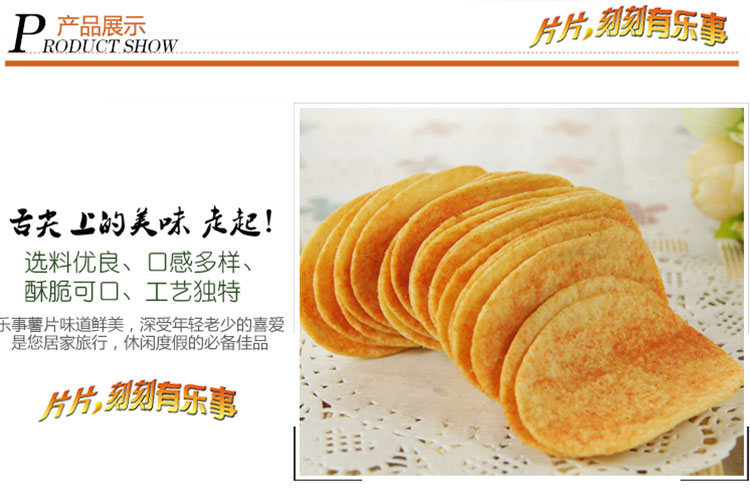 产品展示
PRODUCT SHOW
片片,刻刻有乐事
舌尖上的美味 走起!
选料优良、口感多样、
酥脆可口、工艺独特
乐事薯片味道鲜美，深受年轻老少的喜爱
是您居家旅行，休闲度假的必备佳品
片片,刻刻有乐事